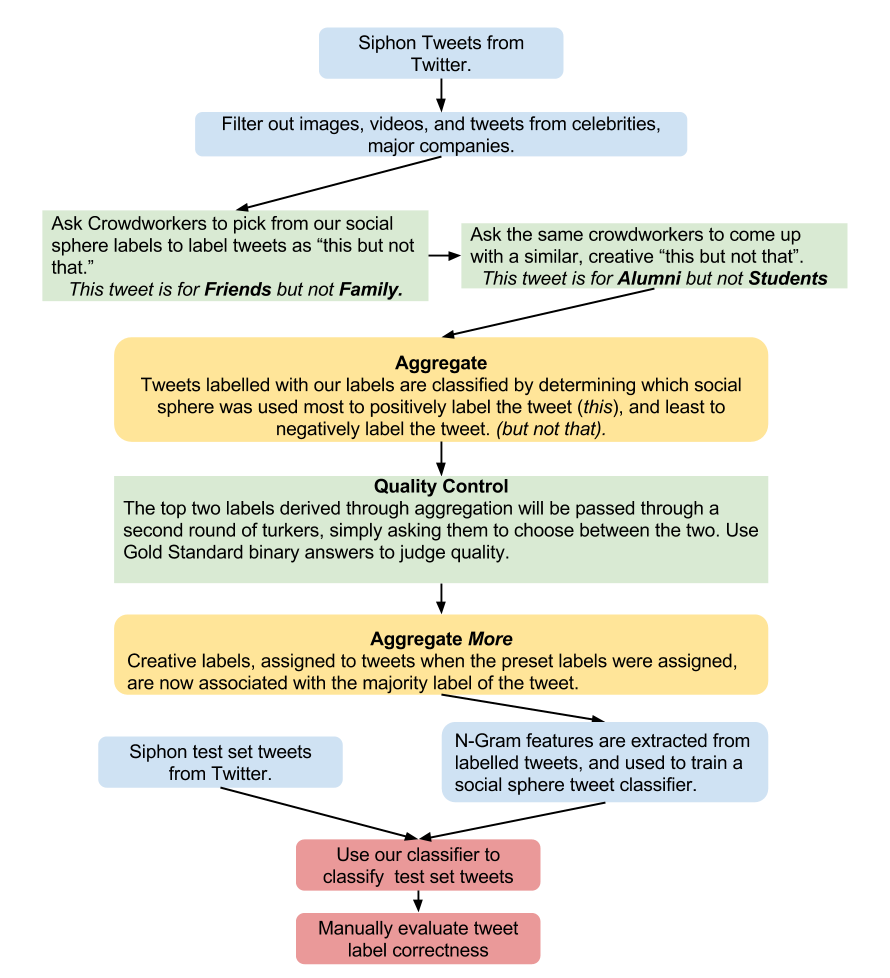 Siphon Tweets from
Twitter.
Filter out images, videos, and tweets from celebrities,
major companies.
Ask Crowdworkers to pick from our social
sphere labels to label tweets as “this but not
that.”
This tweet is for Friends but not Family.
Ask the same crowdworkers to come up
with a similar, creative “this but not that”.
This tweet is for Alumni but not Students
Aggregate
Tweets labelled with our labels are classified by determining which social
sphere was used most to positively label the tweet (this), and least to
negatively label the tweet. (but not that).
Quality Control
The top two labels derived through aggregation will be passed through a
second round of turkers, simply asking them to choose between the two. Use
Gold Standard binary answers to judge quality.
Aggregate More
Creative labels, assigned to tweets when the preset labels were assigned,
are now associated with the majority label of the tweet.
Siphon test set tweets
from Twitter.
N-Gram features are extracted from
labelled tweets, and used to train a
social sphere tweet classifier.
Use our classifier to
classify  test set tweets
Manually evaluate tweet
label correctness